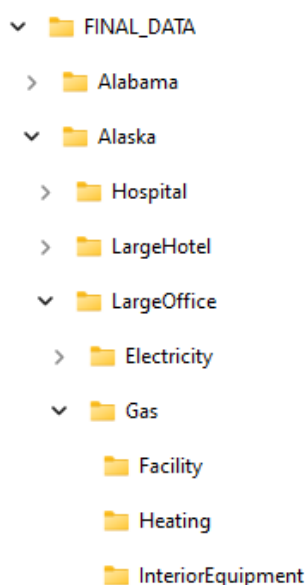 FINAL_DATA
Alabama
Alaska
Hospital
LargeHotel
LargeOffice
Electricity
Gas
Facility
Heating
InteriorEquipment